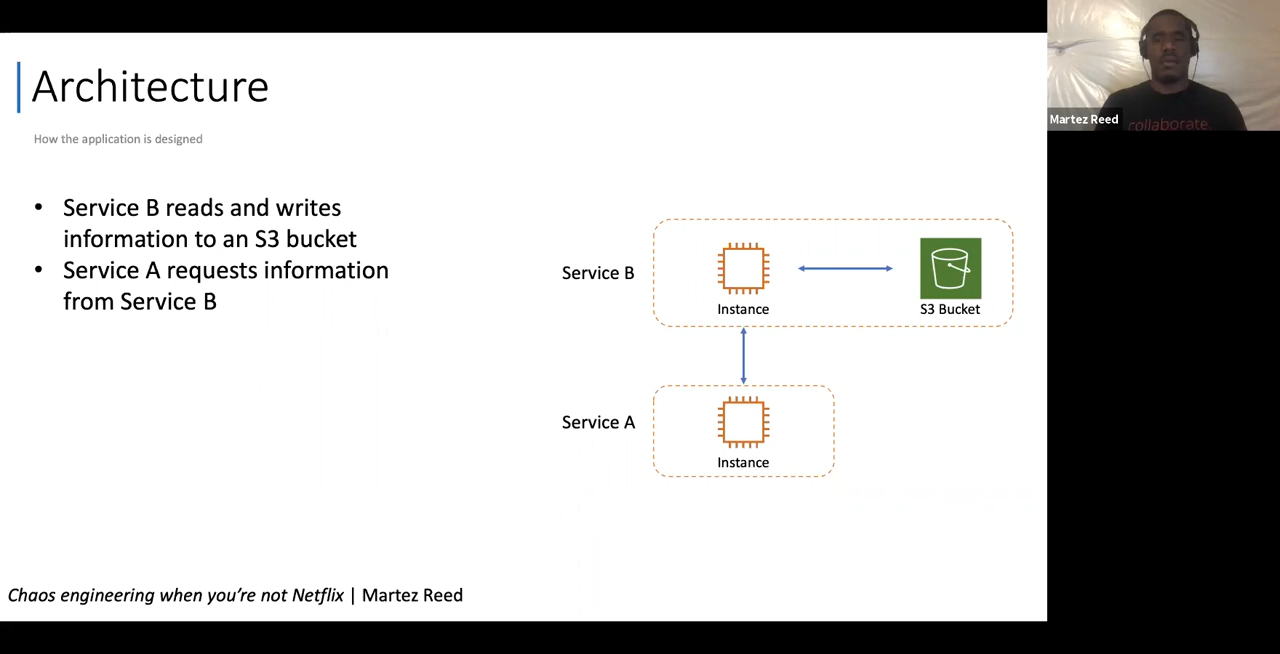 Architecture
How the application is designed
• Service B reads and writes
information to an S3 bucket
• Service A requests information
from Service B
Service B
Instance
S3 Bucket
Service A
Instance
Chaos engineering when you’re not Netflix | Martez Reed
Martez Reed
collaborate.